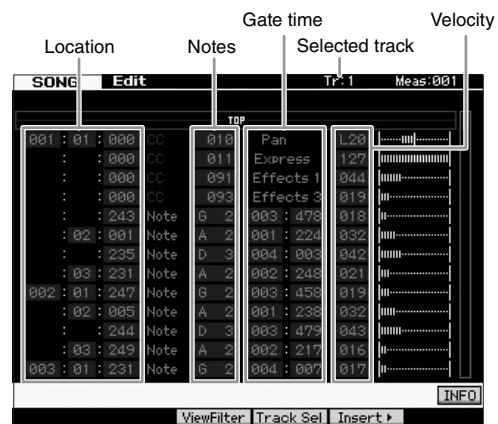 Gate time Velocity
Location Notes Selected track
SONG Edit Tr:1 Meas:001
TOP
001 : 01 : 000 CC 010 Pan L20
: : 000 CC 011 Express 127
: : 000 CC 091 Effects 1 044
: : 000 CC 093 Effects 3 019
: : 243 Note G 2 003 : 478 018
: 02 : 001 Note A 2 001 : 224 032
: : 235 Note D 3 004 : 003 042
: 03 : 231 Note A 2 002 : 248 021
002 : 01 : 247 Note G 2 003 : 458 019
: 02 : 005 Note A 2 001 : 238 032
: : 244 Note D 3 003 : 479 043
: 03 : 249 Note A 2 002 : 217 016
003 : 01 : 231 Note G 2 004 : 007 017
INFO
ViewFilter Track Sel Insert